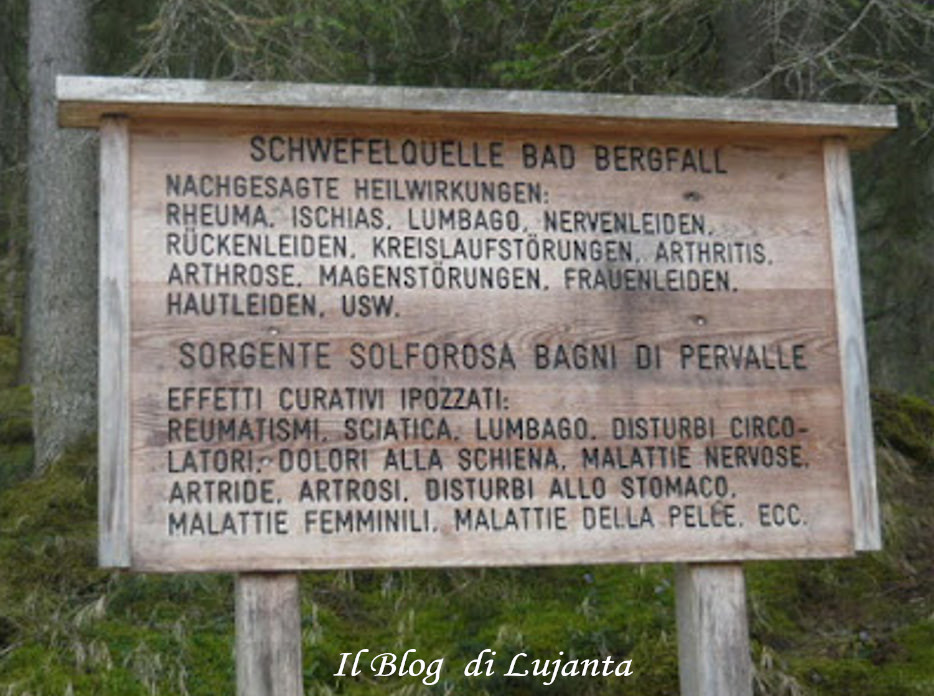 SCHWEFELQUELLE BAD BERGFALL
NACHGESAGTE HEILWIRKUNGEN:
RHEUMA, ISCHIAS, LUMBAGO, NERVENLEIDEN,
RÜCKENLEIDEN, KREISLAUFSTÖRUNGEN, ARTHRITIS,
ARTHROSE, MAGENSTÖRUNGEN, FRAUENLEIDEN,
HAUTLEIDEN, USW.
SORGENTE SOLFOROSA BAGNI DI PERVALLE
EFFETTI CURATIVI IPOZZATI:
REUMATISMI, SCIATICA, LUMBAGO, DISTURBI CIRCO-
LATORI, DOLORI ALLA SCHIENA, MALATTIE NERVOSE,
ARTRIDE, ARTROSI, DISTURBI ALLO STOMACO,
MALATTIE FEMMINILI, MALATTIE DELLA PELLE, ECC.
Il Blog di Lujanta